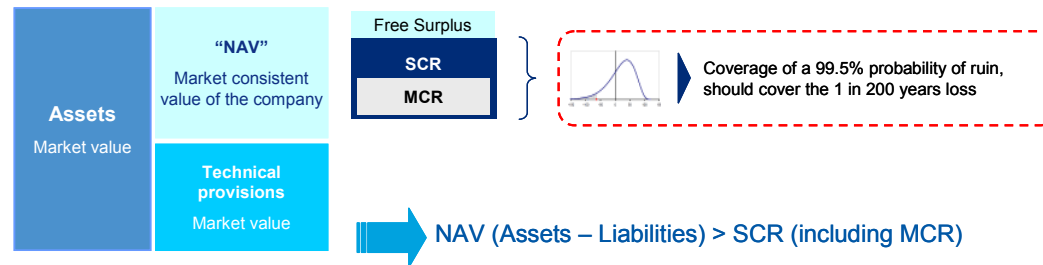 Assets
Market value
“NAV”
Market consistent
value of the company
Technical
provisions
Market value
Free Surplus
SCR
MCR
Coverage of a 99.5% probability of ruin,
should cover the 1 in 200 years loss
NAV (Assets – Liabilities) > SCR (including MCR)